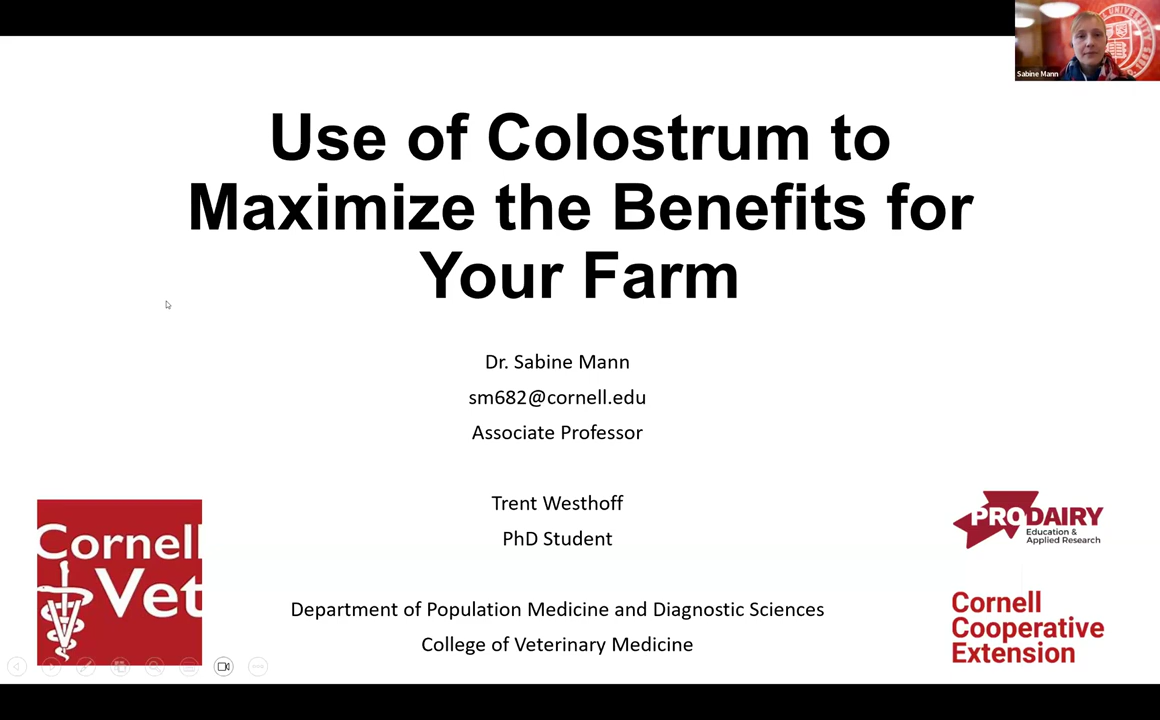 Sabine Mann
Use of Colostrum to
Maximize the Benefits for
Your Farm
Dr. Sabine Mann
sm682@cornell.edu
Associate Professor
Trent Westhoff
PhD Student
Department of Population Medicine and Diagnostic Sciences
College of Veterinary Medicine
Cornell
Vet
PRODAIRY
Education &
Applied Research
Cornell
Cooperative
Extension